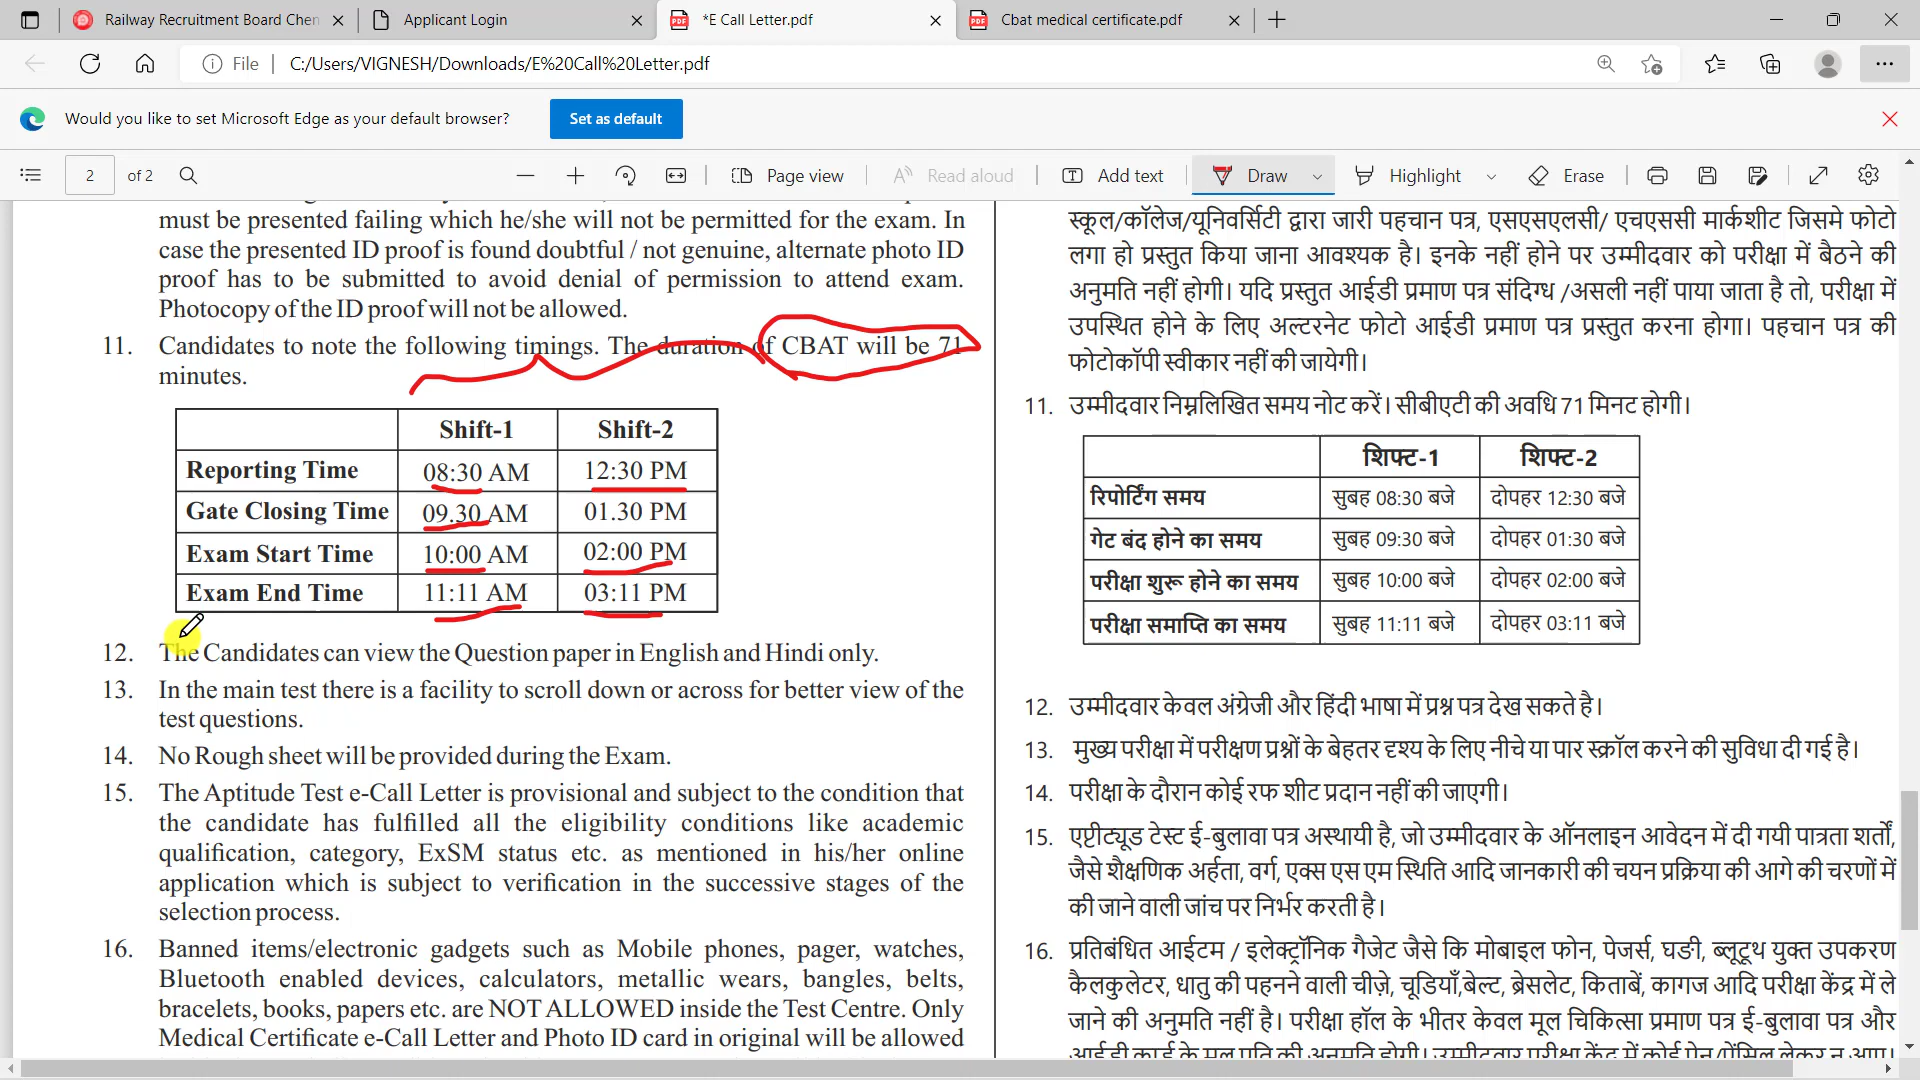 Railway Recruitment Board Chen
Applicant Login
*E Call Letter.pdf
Cbat medical certificate.pdf
File
C:/Users/VIGNESH/Downloads/E%20Call%20Letter.pdf
Would you like to set Microsoft Edge as your default browser?
Set as default
2
of 2
Page view
Read aloud
Add text
Draw
Highlight
Erase
must be presented failing which he/she will not be permitted for the exam. In
case the presented ID proof is found doubtful / not genuine, alternate photo ID
proof has to be submitted to avoid denial of permission to attend exam.
Photocopy of the ID proof will not be allowed.
11. Candidates to note the following timings. The duration of CBAT will be 71
minutes.
Shift-1 Shift-2
Reporting Time 08:30 AM 12:30 PM
Gate Closing Time 09.30 AM 01.30 PM
Exam Start Time 10:00 AM 02:00 PM
Exam End Time 11:11 AM 03:11 PM
12. The Candidates can view the Question paper in English and Hindi only.
13. In the main test there is a facility to scroll down or across for better view of the
test questions.
14. No Rough sheet will be provided during the Exam.
15. The Aptitude Test e-Call Letter is provisional and subject to the condition that
the candidate has fulfilled all the eligibility conditions like academic
qualification, category, ExSM status etc. as mentioned in his/her online
application which is subject to verification in the successive stages of the
selection process.
16. Banned items/electronic gadgets such as Mobile phones, pager, watches,
Bluetooth enabled devices, calculators, metallic wears, bangles, belts,
bracelets, books, papers etc. are NOT ALLOWED inside the Test Centre. Only
Medical Certificate e-Call Letter and Photo ID card in original will be allowed
स्कूल/कॉलेज/यूनिवर्सिटी द्वारा जारी पहचान पत्र, एसएसएलसी/ एचएससी मार्कशीट जिसमे फोटो
लगा हो प्रस्तुत किया जाना आवश्यक है। इनके नहीं होने पर उम्मीदवार को परीक्षा में बैठने की
अनुमति नहीं होगी। यदि प्रस्तुत आईडी प्रमाण पत्र संदिग्ध /असली नहीं पाया जाता है तो, परीक्षा में
उपस्थित होने के लिए अल्टरनेट फोटो आईडी प्रमाण पत्र प्रस्तुत करना होगा। पहचान पत्र की
फोटोकॉपी स्वीकार नहीं की जायेगी।
11. उम्मीदवार निम्नलिखित समय नोट करें। सीबीएटी की अवधि 71 मिनट होगी।
शिफ्ट-1 शिफ्ट-2
रिपोर्टिंग समय सुबह 08:30 बजे दोपहर 12:30 बजे
गेट बंद होने का समय सुबह 09:30 बजे दोपहर 01:30 बजे
परीक्षा शुरू होने का समय सुबह 10:00 बजे दोपहर 02:00 बजे
परीक्षा समाप्ति का समय सुबह 11:11 बजे दोपहर 03:11 बजे
12. उम्मीदवार केवल अंग्रेजी और हिंदी भाषा में प्रश्न पत्र देख सकते है।
13. मुख्य परीक्षा में परीक्षण प्रश्नों के बेहतर दृश्य के लिए नीचे या पार स्क्रॉल करने की सुविधा दी गई है।
14. परीक्षा के दौरान कोई रफ शीट प्रदान नहीं की जाएगी।
15. एप्टीट्यूड टेस्ट ई-बुलावा पत्र अस्थायी है, जो उम्मीदवार के ऑनलाइन आवेदन में दी गयी पात्रता शर्तों,
जैसे शैक्षणिक अर्हता, वर्ग, एक्स एस एम स्थिति आदि जानकारी की चयन प्रक्रिया की आगे की चरणों में
की जाने वाली जांच पर निर्भर करती है।
16. प्रतिबंधित आईटम / इलेक्ट्रॉनिक गैजेट जैसे कि मोबाइल फोन, पेजर्स, घडी, ब्लूटूथ युक्त उपकरण
कैलकुलेटर, धातु की पहनने वाली चीज़े, चूडियाँ,बेल्ट, ब्रेसलेट, किताबें, कागज आदि परीक्षा केंद्र में ले
जाने की अनुमति नहीं है। परीक्षा हॉल के भीतर केवल मूल चिकित्सा प्रमाण पत्र ई-बुलावा पत्र और